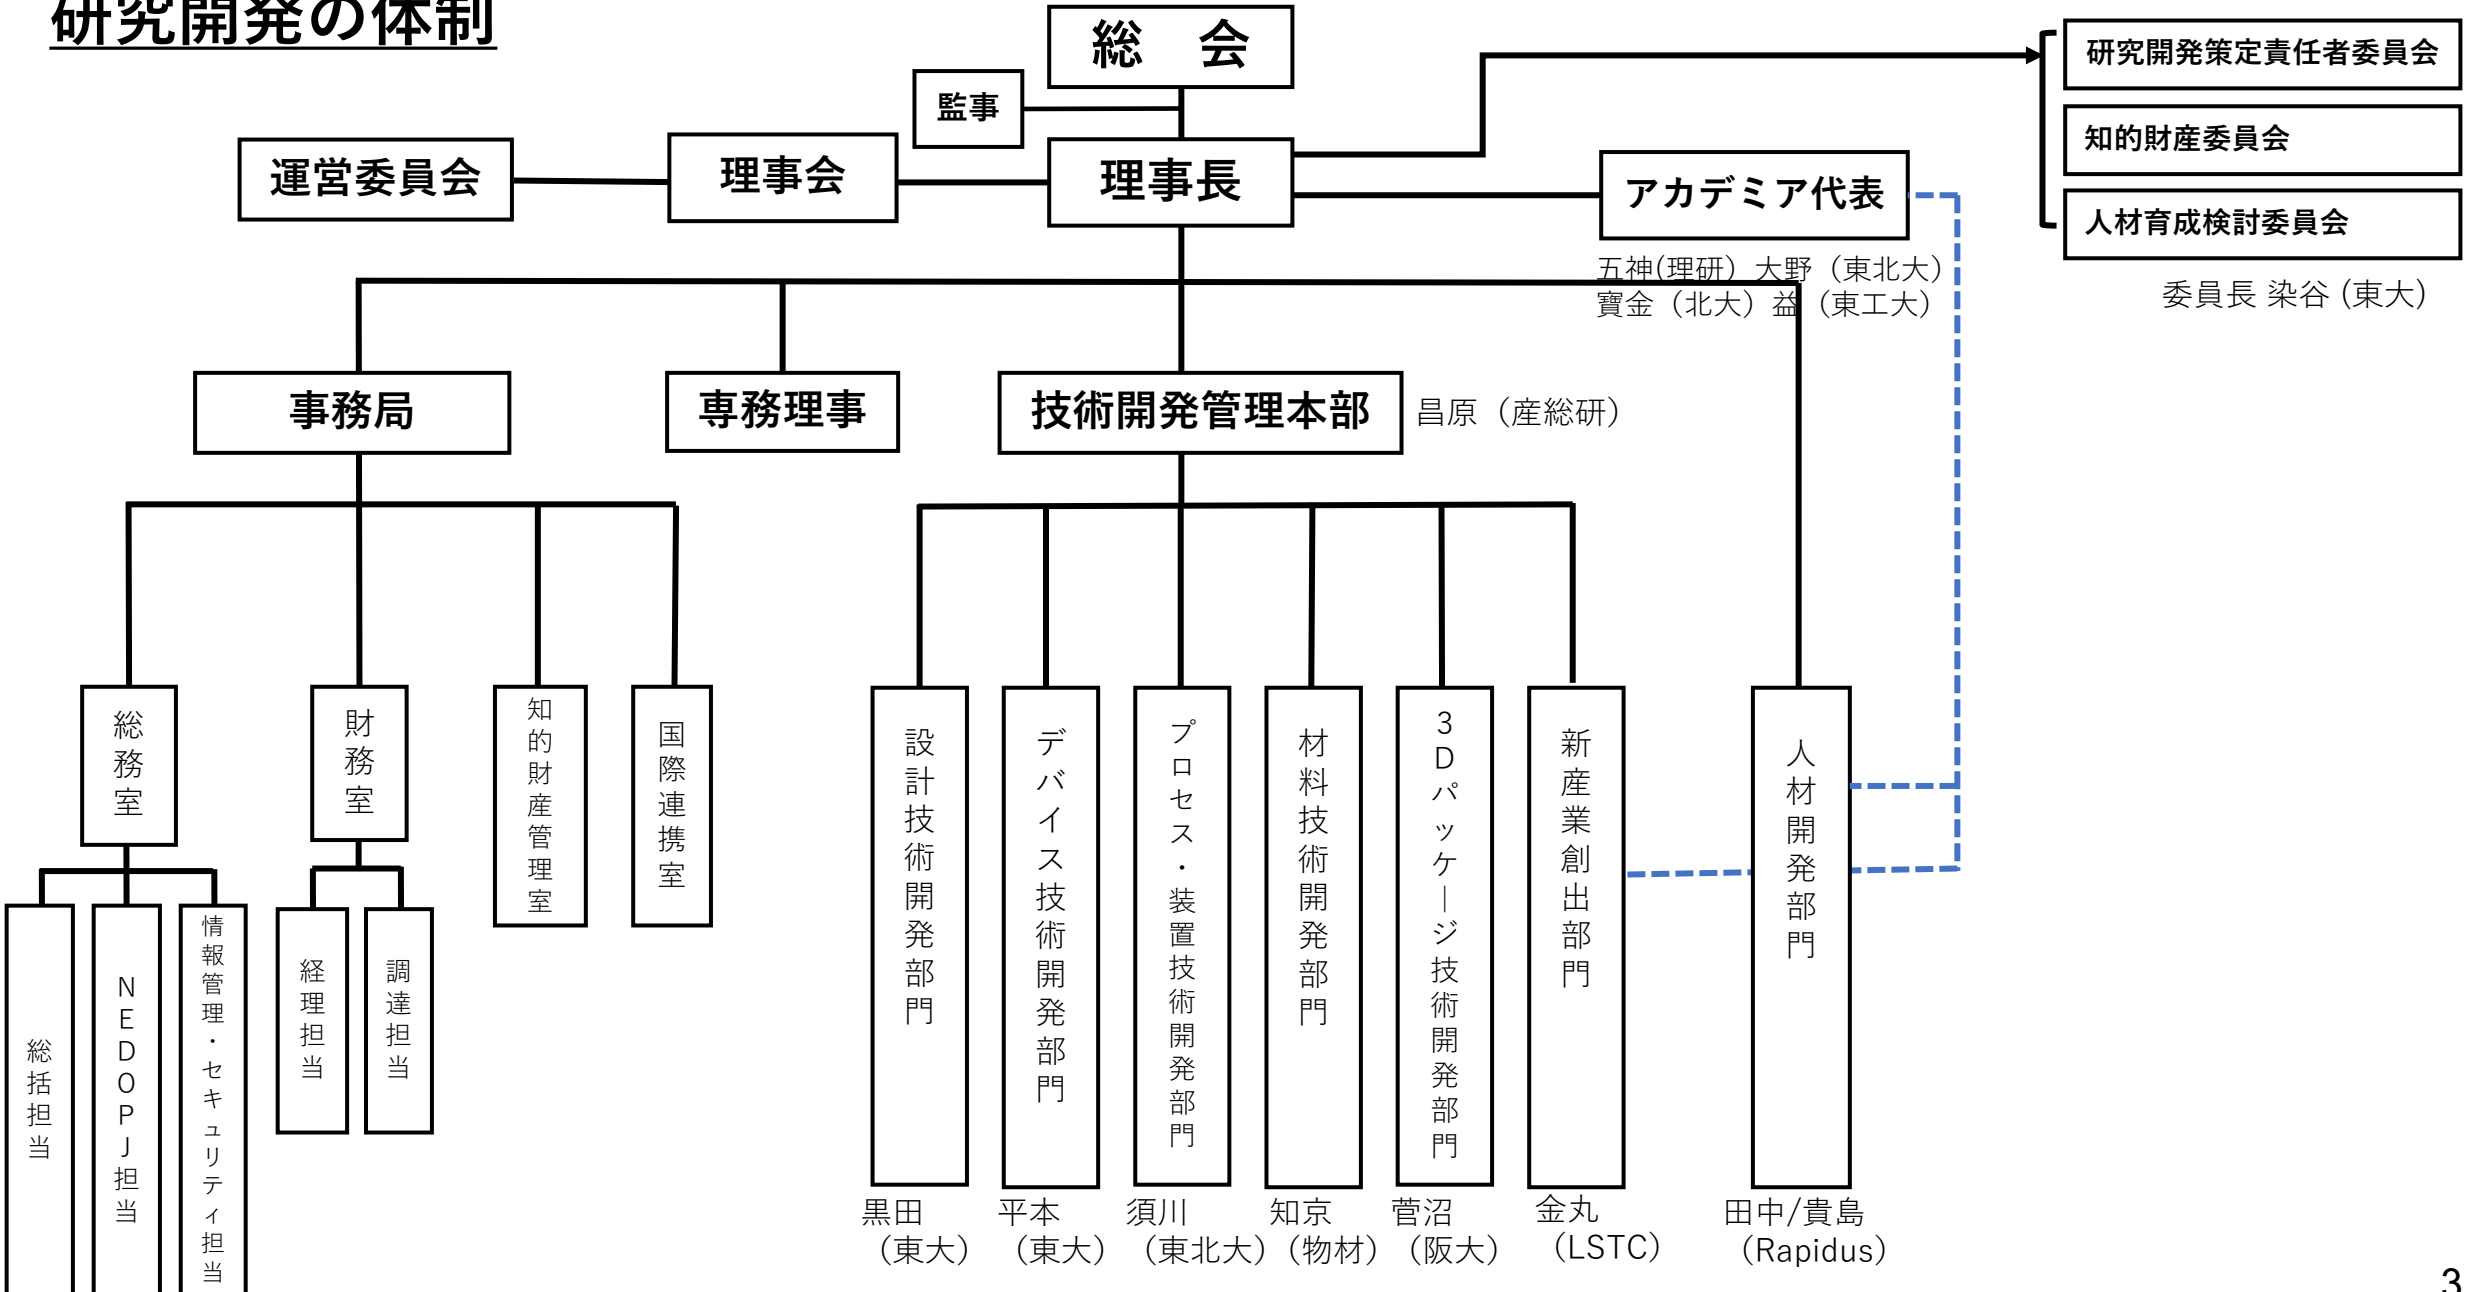 研究開発の体制
総　会
監事
運営委員会
理事会
理事長
アカデミア代表
研究開発策定責任者委員会
知的財産委員会
人材育成検討委員会
五神(理研）大野（東北大）
寶金（北大）益（東工大）
委員長 染谷 (東大）
事務局
専務理事
技術開発管理本部
昌原（産総研）
総務室
財務室
知的財産管理室
国際連携室
設計技術開発部門
デバイス技術開発部門
プロセス・装置技術開発部門
材料技術開発部門
3Dパッケージ技術開発部門
新産業創出部門
人材開発部門
総括担当
NEDOPJ担当
情報管理・セキュリティ担当
経理担当
調達担当
黒田
（東大）
平本
（東大）
須川
（東北大）
知京
（物材）
菅沼
（阪大）
金丸
（LSTC）
田中/貴島
（Rapidus）
3